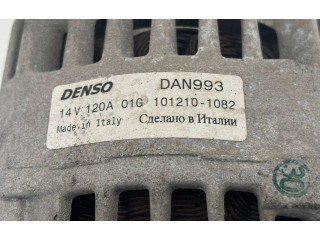 DENSO DAN993
14V 120A 01G 101210-1082
Made in Italy Сделано в Италии